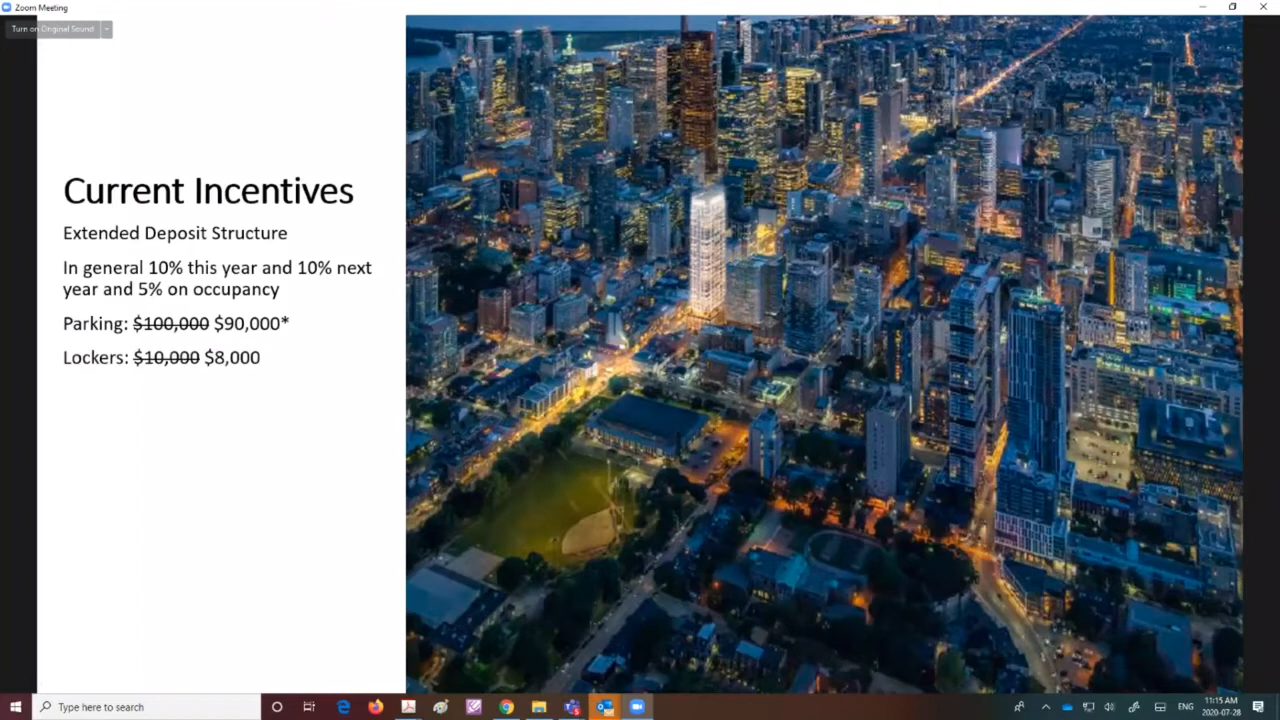 Zoom Meeting
Turn on Original Sound
Current Incentives
Extended Deposit Structure
In general 10% this year and 10% next
year and 5% on occupancy
Parking: $100,000 $90,000*
Lockers: $10,000 $8,000
Type here to search
ENG
11:15 AM
2020-07-28